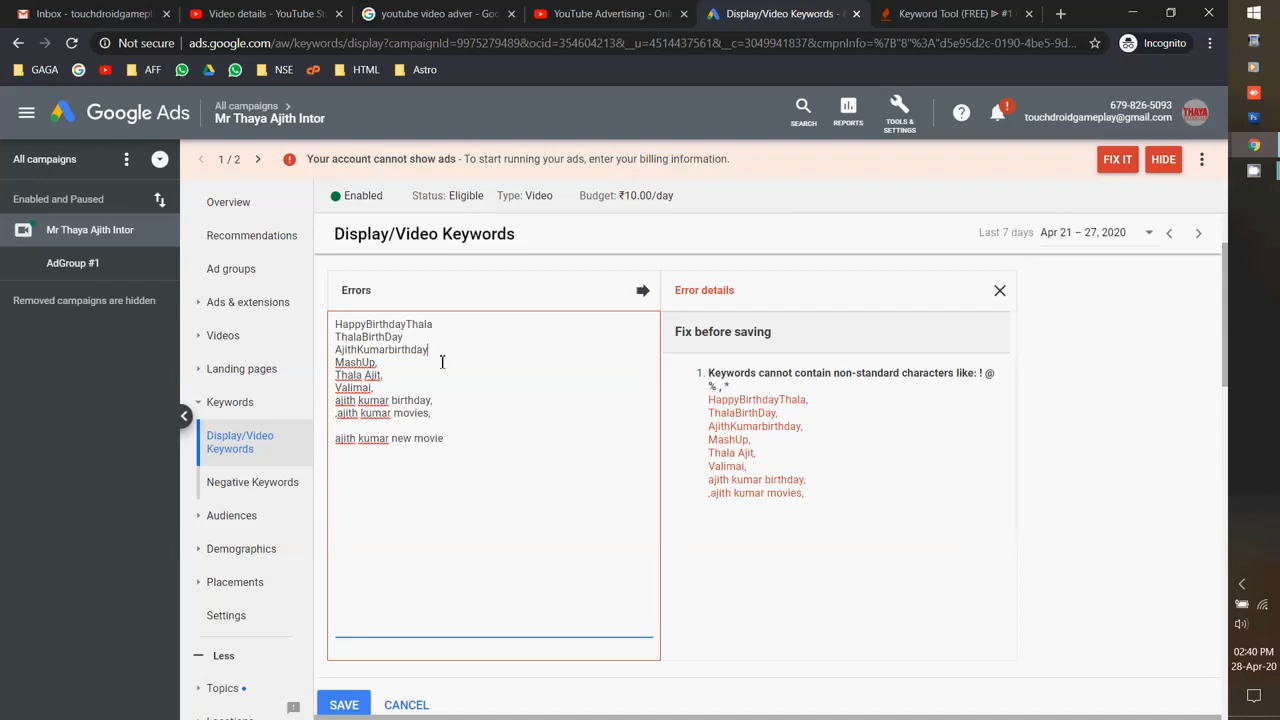 Inbox - touchdroidgameplay
Video details - YouTube St
youtube video adver - Goo
YouTube Advertising - Onli
Display/Video Keywords -
Keyword Tool (FREE) ᐈ #1
Not secure
ads.google.com/aw/keywords/display?campaignId=9975279489&ocid=354604213&__u=4514437561&__c=3049941837&cmpnInfo=%7B"8"%3A"d5e95d2c-0190-4be5-9d...
Incognito
GAGA
AFF
NSE
HTML
Astro
Google Ads
All campaigns
Mr Thaya Ajith Intor
SEARCH
REPORTS
TOOLS &
SETTINGS
679-826-5093
touchdroidgameplay@gmail.com
All campaigns
1 / 2
Your account cannot show ads - To start running your ads, enter your billing information.
FIX IT
HIDE
Enabled and Paused
Mr Thaya Ajith Intor
AdGroup #1
Removed campaigns are hidden
Overview
Recommendations
Ad groups
Ads & extensions
Videos
Landing pages
Keywords
Display/Video
Keywords
Negative Keywords
Audiences
Demographics
Placements
Settings
Less
Topics
Enabled
Status: Eligible
Type: Video
Budget: ₹10.00/day
Display/Video Keywords
Last 7 days
Apr 21 – 27, 2020
Errors
HappyBirthdayThala
ThalaBirthDay
AjithKumarbirthday
MashUp,
Thala Ajit,
Valimai,
ajith kumar birthday,
,ajith kumar movies,
ajith kumar new movie
Error details
Fix before saving
1. Keywords cannot contain non-standard characters like: ! @
% , *
HappyBirthdayThala,
ThalaBirthDay,
AjithKumarbirthday,
MashUp,
Thala Ajit,
Valimai,
ajith kumar birthday,
,ajith kumar movies,
SAVE
CANCEL
02:40 PM
28-Apr-20